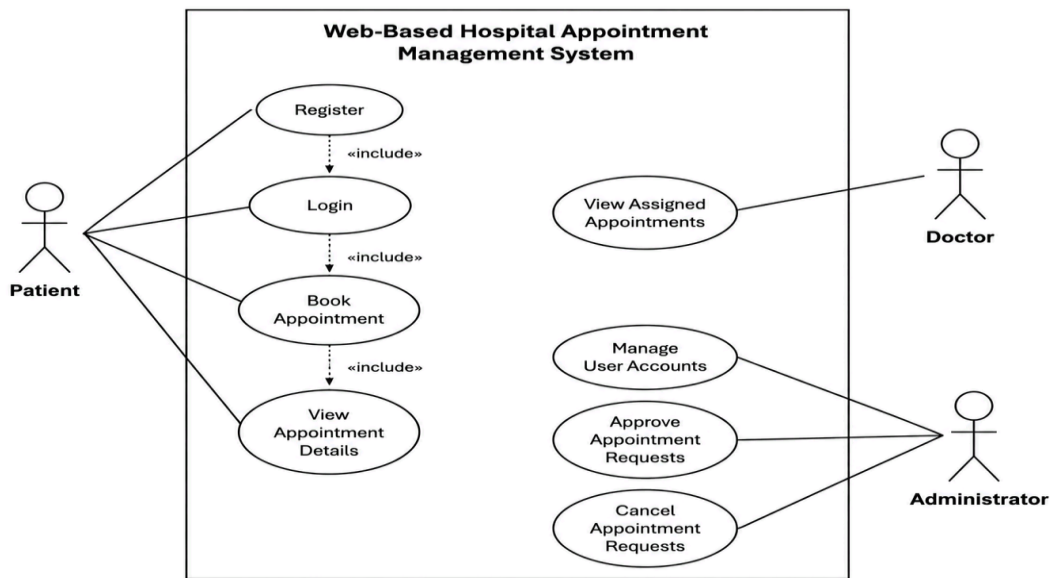 Web-Based Hospital Appointment
Management System
Register
«include»
Login
«include»
Book
Appointment
«include»
View
Appointment
Details
Patient
View Assigned
Appointments
Doctor
Manage
User Accounts
Approve
Appointment
Requests
Cancel
Appointment
Requests
Administrator